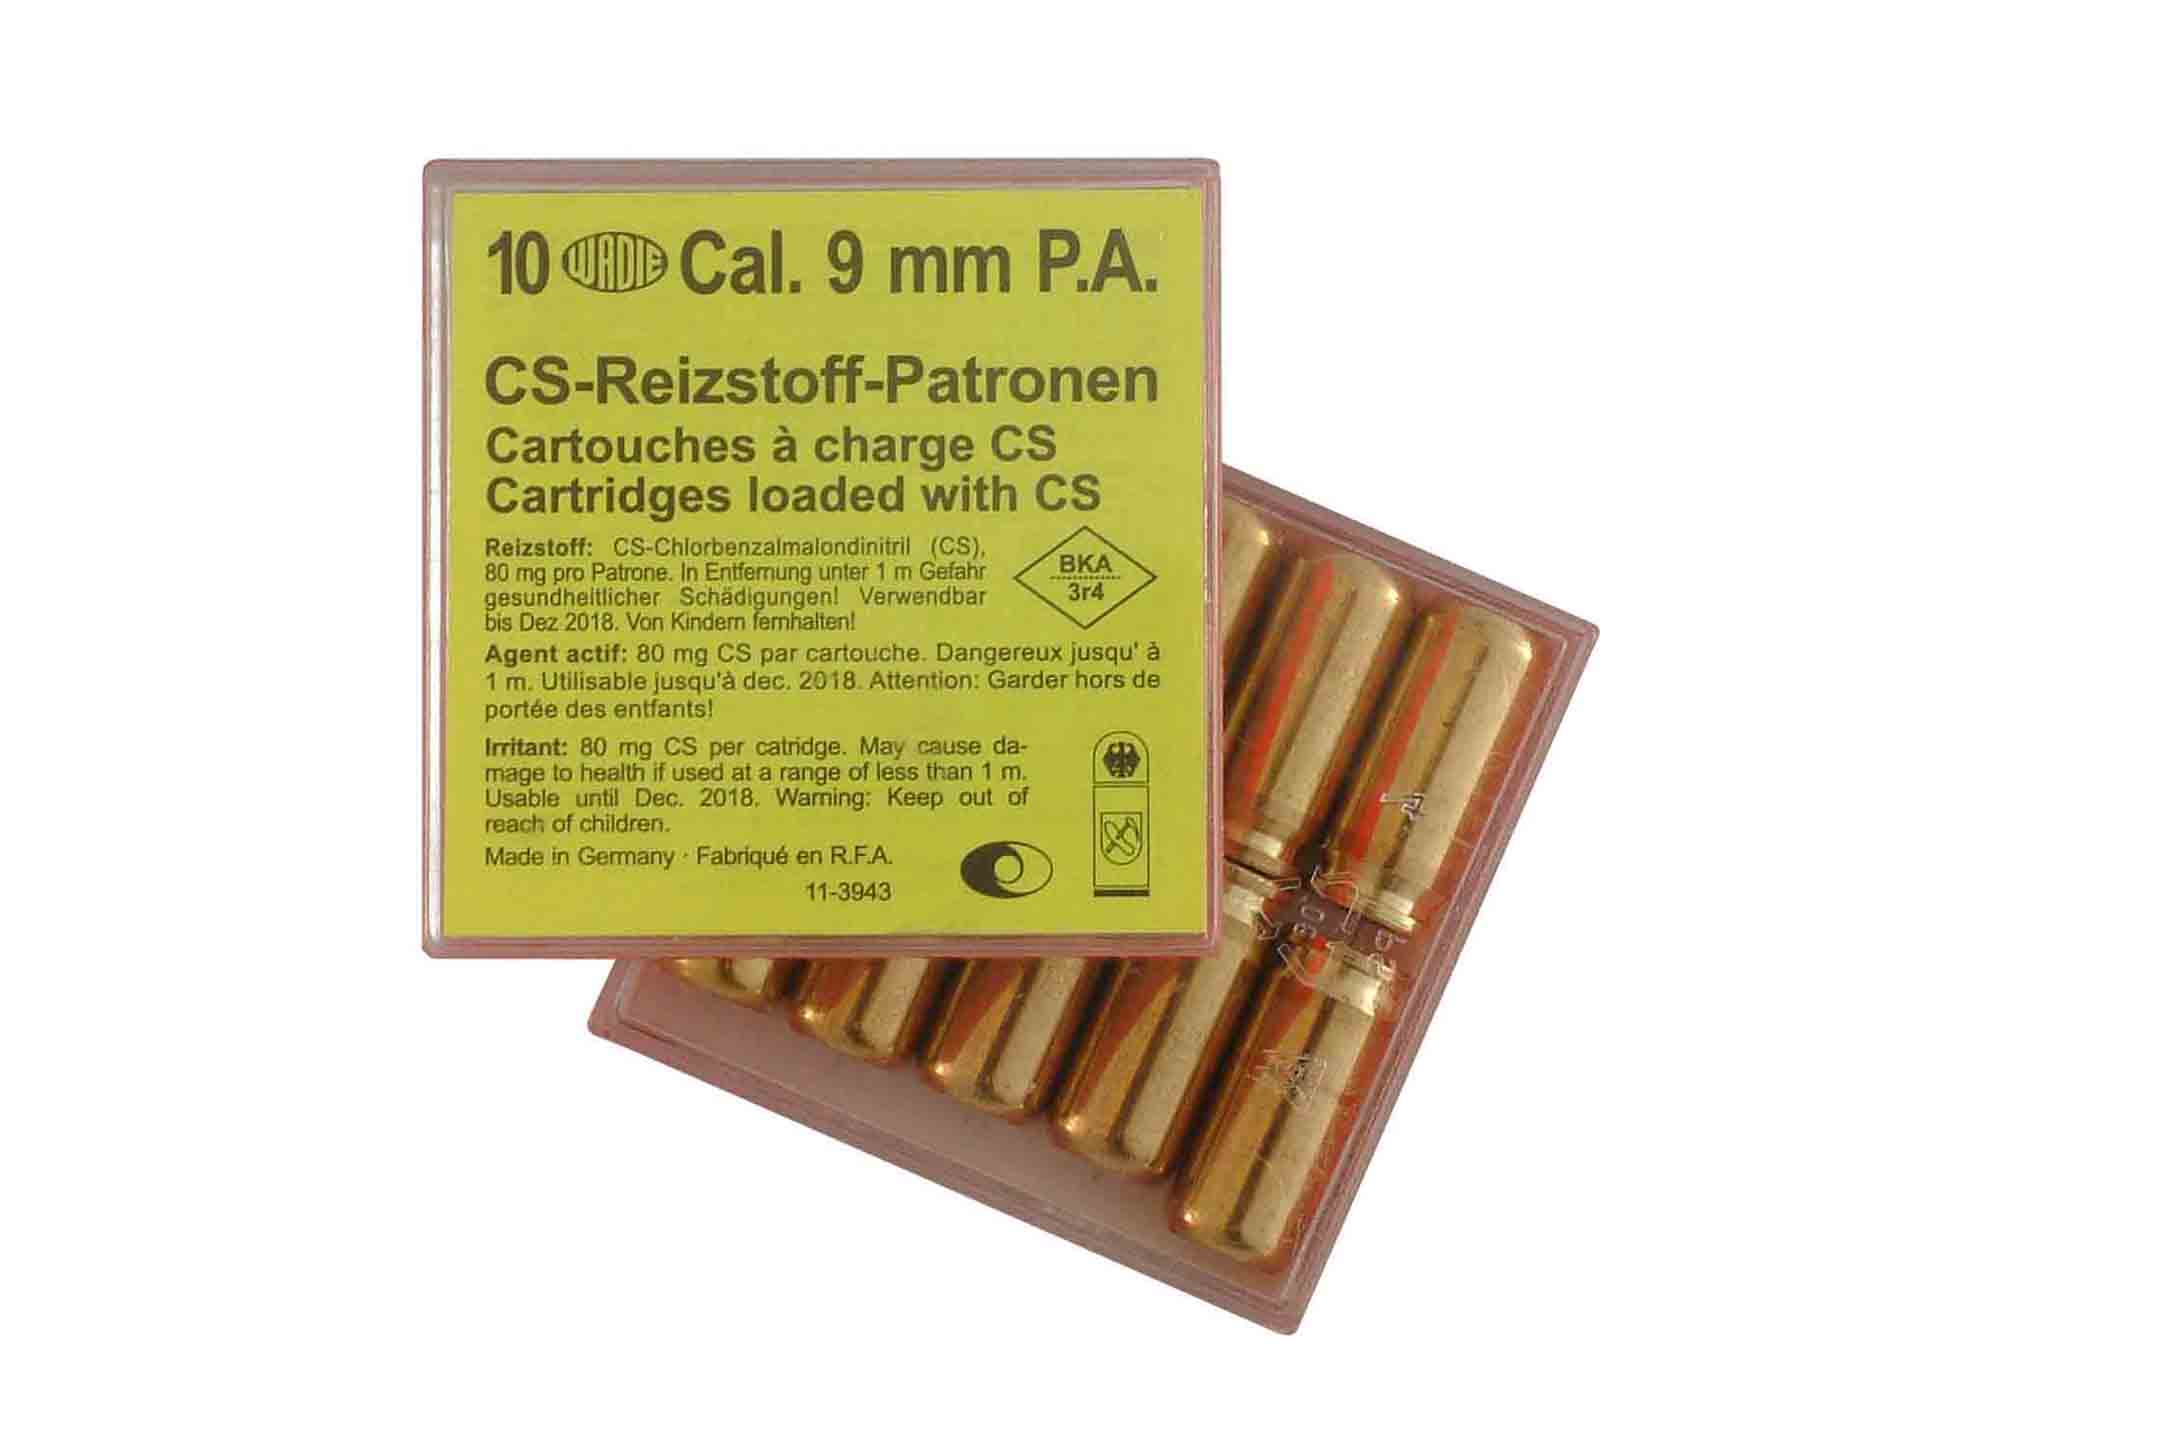 10 WADIE Cal. 9 mm P.A.
CS-Reizstoff-Patronen
Cartouches à charge CS
Cartridges loaded with CS
Reizstoff: CS-Chlorbenzalmalondinitril (CS),
80 mg pro Patrone. In Entfernung unter 1 m Gefahr
gesundheitlicher Schädigungen! Verwendbar
bis Dez 2018. Von Kindern fernhalten!
BKA
3r4
Agent actif: 80 mg CS par cartouche. Dangereux jusqu' à
1 m. Utilisable jusqu'à dec. 2018. Attention: Garder hors de
portée des entfants!
Irritant: 80 mg CS per catridge. May cause da-
mage to health if used at a range of less than 1 m.
Usable until Dec. 2018. Warning: Keep out of
reach of children.
Made in Germany · Fabriqué en R.F.A.
11-3943